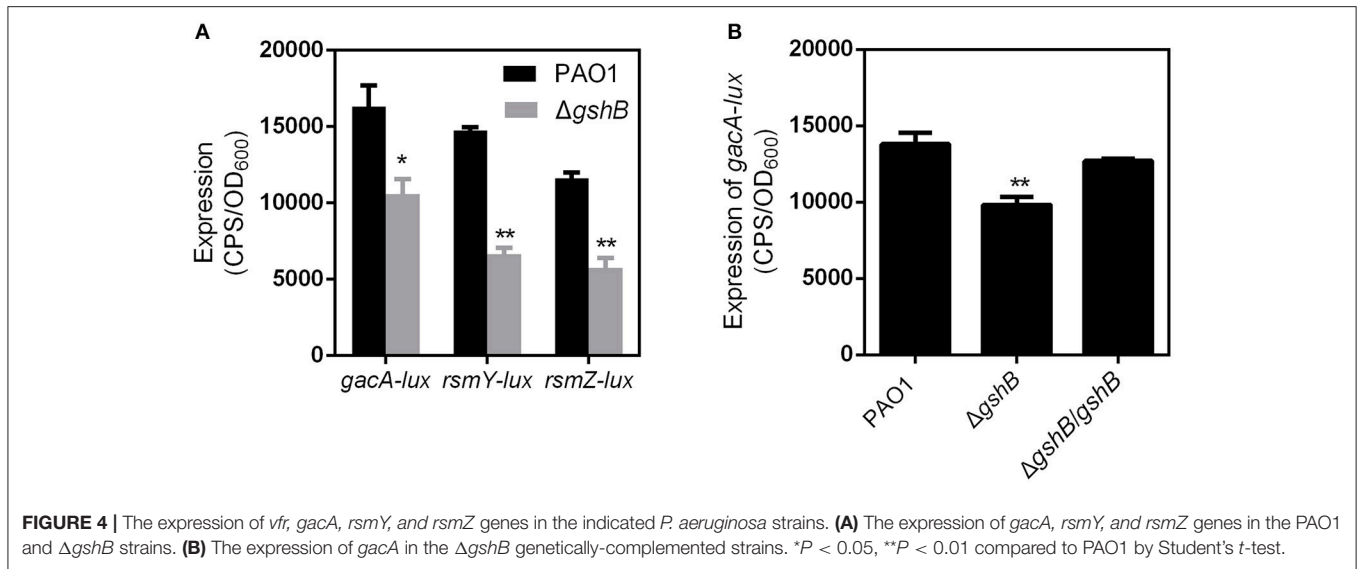 A
Expression
(CPS/OD600)
20000
15000
10000
5000
0
PAO1
ΔgshB
*
**
**
gacA-lux rsmY-lux rsmZ-lux
B
Expression of gacA-lux
(CPS/OD600)
20000
15000
10000
5000
0
**
PAO1
ΔgshB
ΔgshB/gshB
FIGURE 4 | The expression of vfr, gacA, rsmY, and rsmZ genes in the indicated P. aeruginosa strains. (A) The expression of gacA, rsmY, and rsmZ genes in the PAO1
and ΔgshB strains. (B) The expression of gacA in the ΔgshB genetically-complemented strains. *P < 0.05, **P < 0.01 compared to PAO1 by Student's t-test.